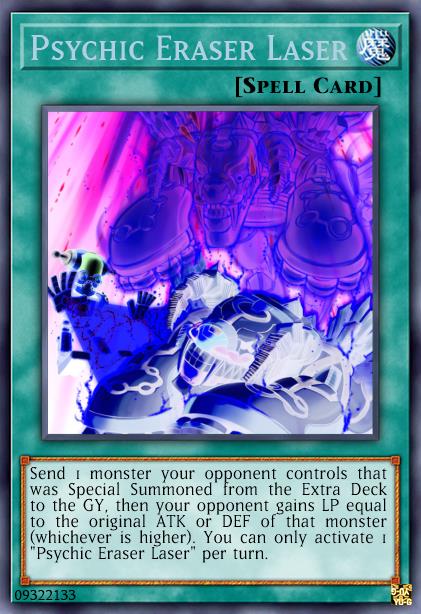 Psychic Eraser Laser 魔
[Spell Card]
Send 1 monster your opponent controls that
was Special Summoned from the Extra Deck
to the GY, then your opponent gains LP equal
to the original ATK or DEF of that monster
(whichever is higher). You can only activate 1
"Psychic Eraser Laser" per turn.
09322133